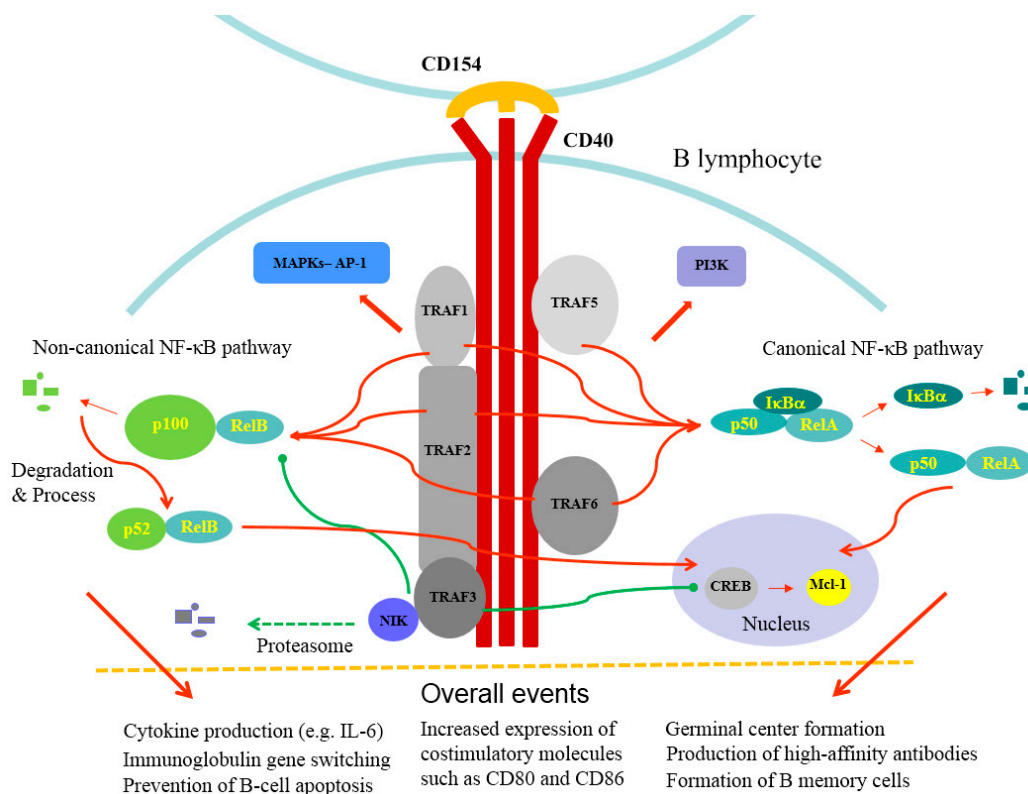 CD154
CD40
B lymphocyte
MAPKs– AP-1
PI3K
TRAF1
TRAF5
Non-canonical NF-κB pathway
Canonical NF-κB pathway
p100
RelB
TRAF2
IκBα
p50
RelA
IκBα
p50
RelA
Degradation
& Process
p52
RelB
TRAF6
CREB
Mcl-1
Nucleus
TRAF3
NIK
Proteasome
Overall events
Cytokine production (e.g. IL-6)
Immunoglobulin gene switching
Prevention of B-cell apoptosis
Increased expression of
costimulatory molecules
such as CD80 and CD86
Germinal center formation
Production of high-affinity antibodies
Formation of B memory cells